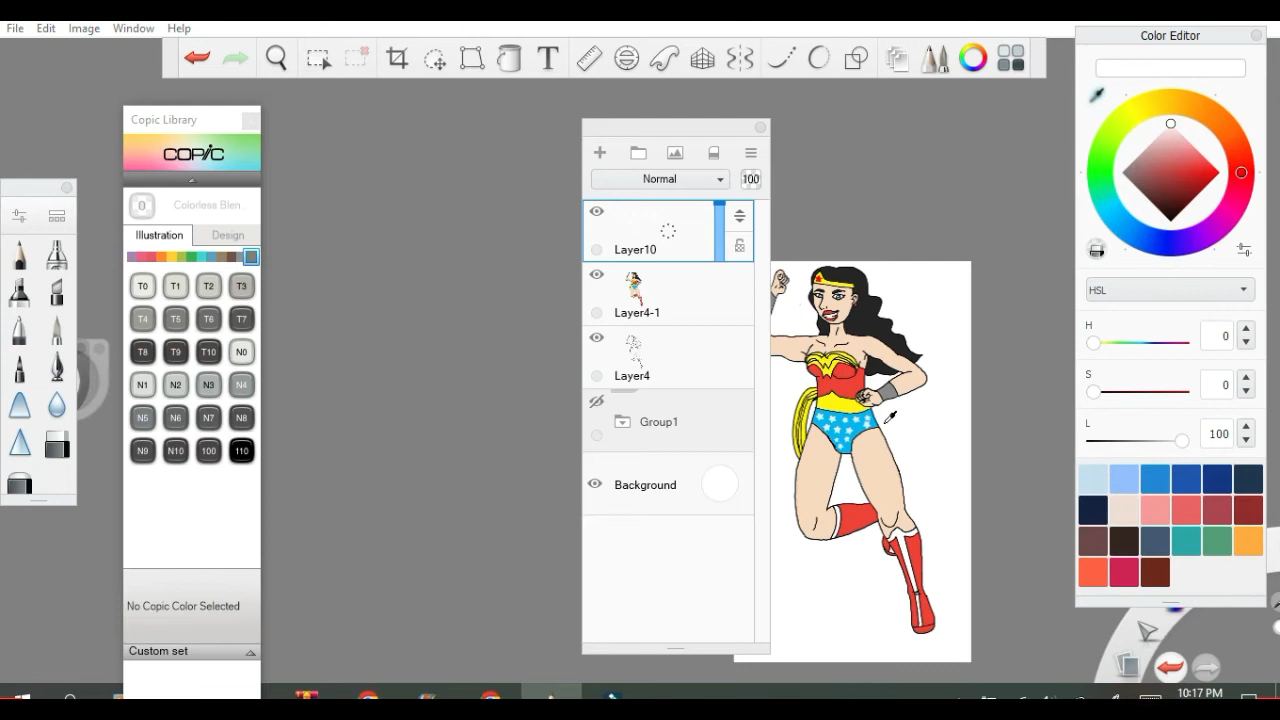 File Edit Image Window Help
Color Editor
Copic Library
COPIC
0 Colorless Blen
Illustration Design
T0 T1 T2 T3
T4 T5 T6 T7
T8 T9 T10 N0
N1 N2 N3 N4
N5 N6 N7 N8
N9 N10 100 110
No Copic Color Selected
Custom set
Normal 100
Layer10
Layer4-1
Layer4
Group1
Background
HSL
H 0
S 0
L 100
10:17 PM